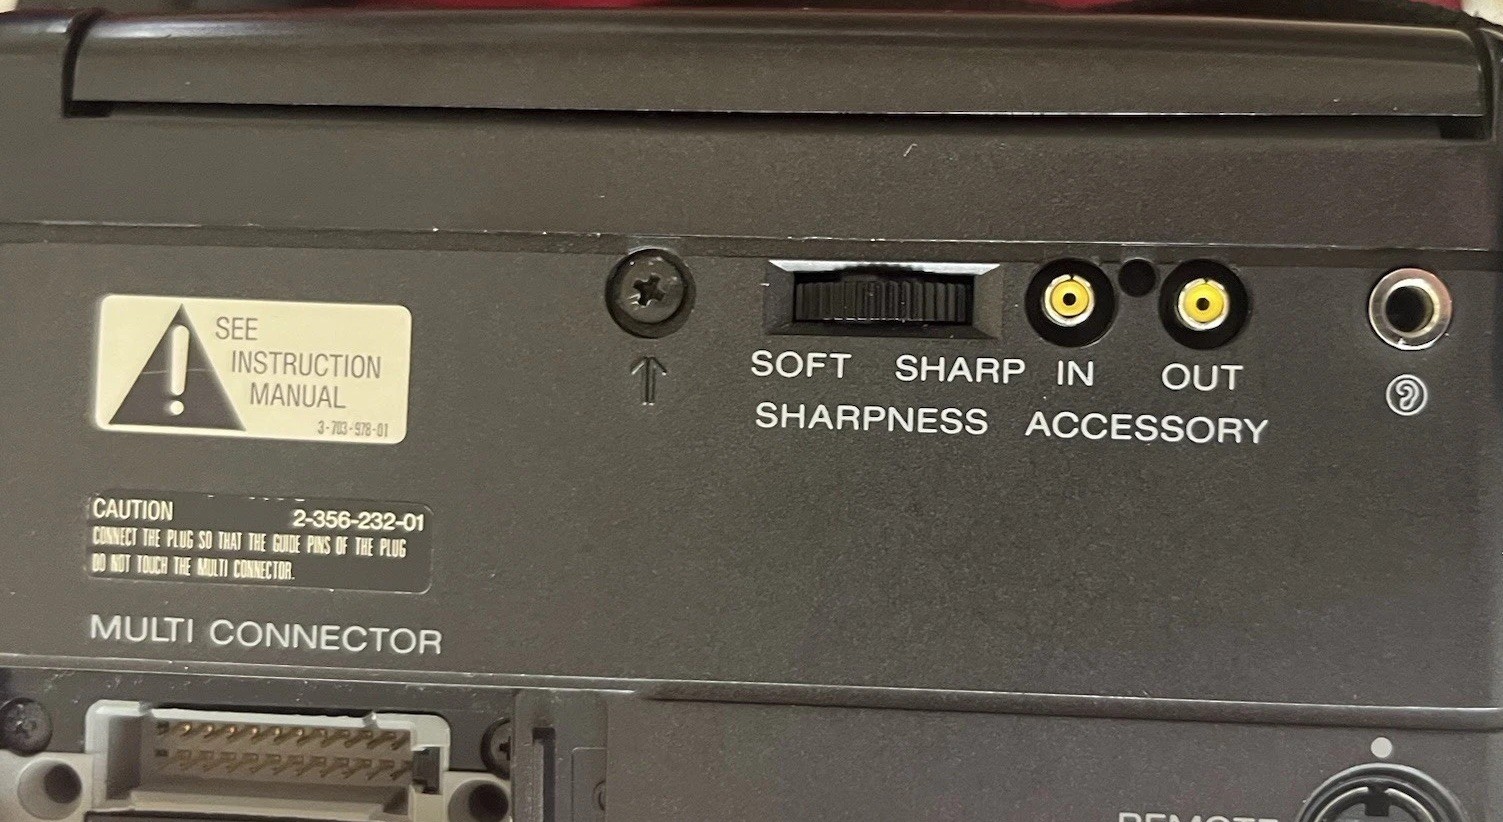 SEE
INSTRUCTION
MANUAL
3-703-978-01
SOFT SHARP IN OUT
SHARPNESS ACCESSORY
CAUTION 2-356-232-01
CONNECT THE PLUG SO THAT THE GUIDE PINS OF THE PLUG
DO NOT TOUCH THE MULTI CONNECTOR.
MULTI CONNECTOR
REMOTE